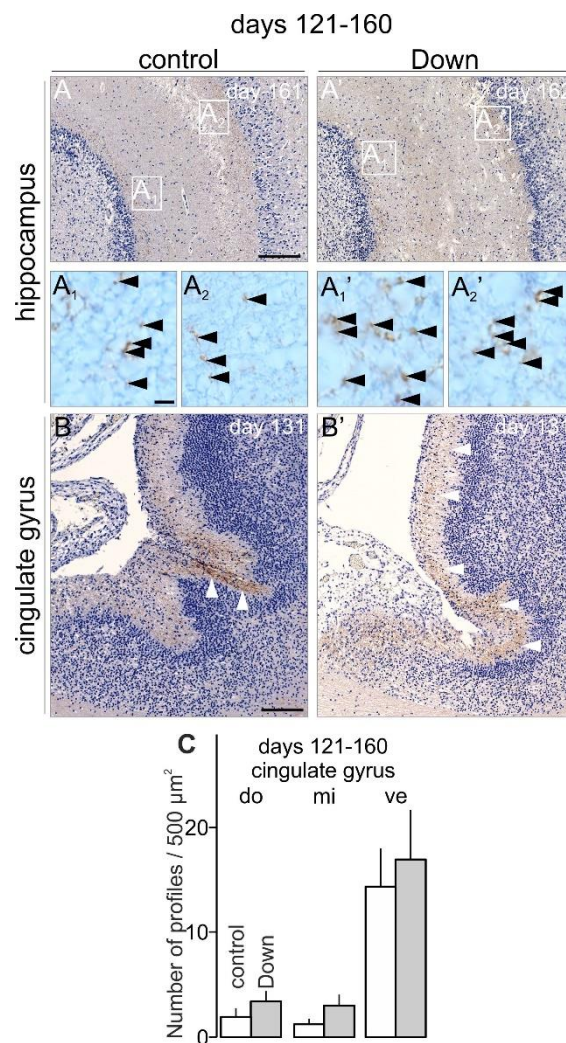 days 121-160
control
Down
hippocampus
A
day 161
A2
A1
A'
day 162
A2'
A1'
A1
A2
A1'
A2'
cingulate gyrus
B
day 131
B'
day 131
C
days 121-160
cingulate gyrus
do
mi
ve
Number of profiles / 500 µm²
20
10
0
control
Down